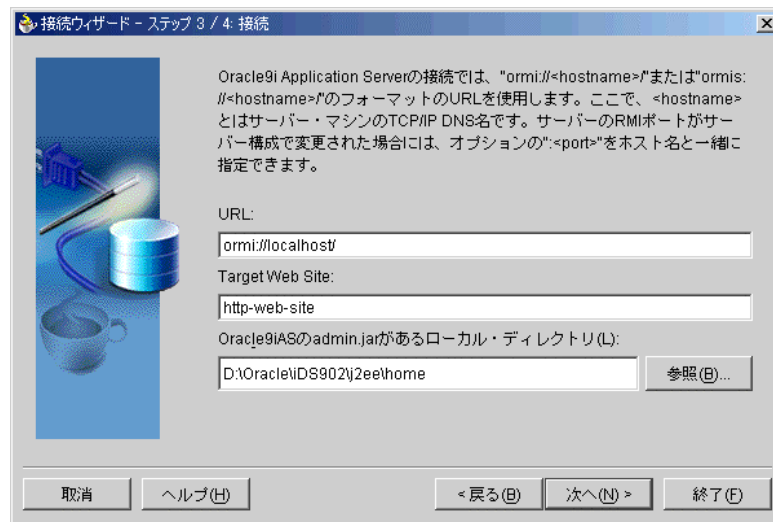 接続ウィザード - ステップ 3 / 4: 接続
Oracle9i Application Serverの接続では、"ormi://<hostname>/"または"ormis:
//<hostname>/"のフォーマットのURLを使用します。ここで、<hostname>
とはサーバー・マシンのTCP/IP DNS名です。サーバーのRMIポートがサー
バー構成で変更された場合には、オプションの":<port>"をホスト名と一緒に
指定できます。
URL:
ormi://localhost/
Target Web Site:
http-web-site
Oracle9iASのadmin.jarがあるローカル・ディレクトリ(L):
D:\Oracle\iDS902\j2ee\home
参照(B)...
取消
ヘルプ(H)
< 戻る(B)
次へ(N) >
終了(F)